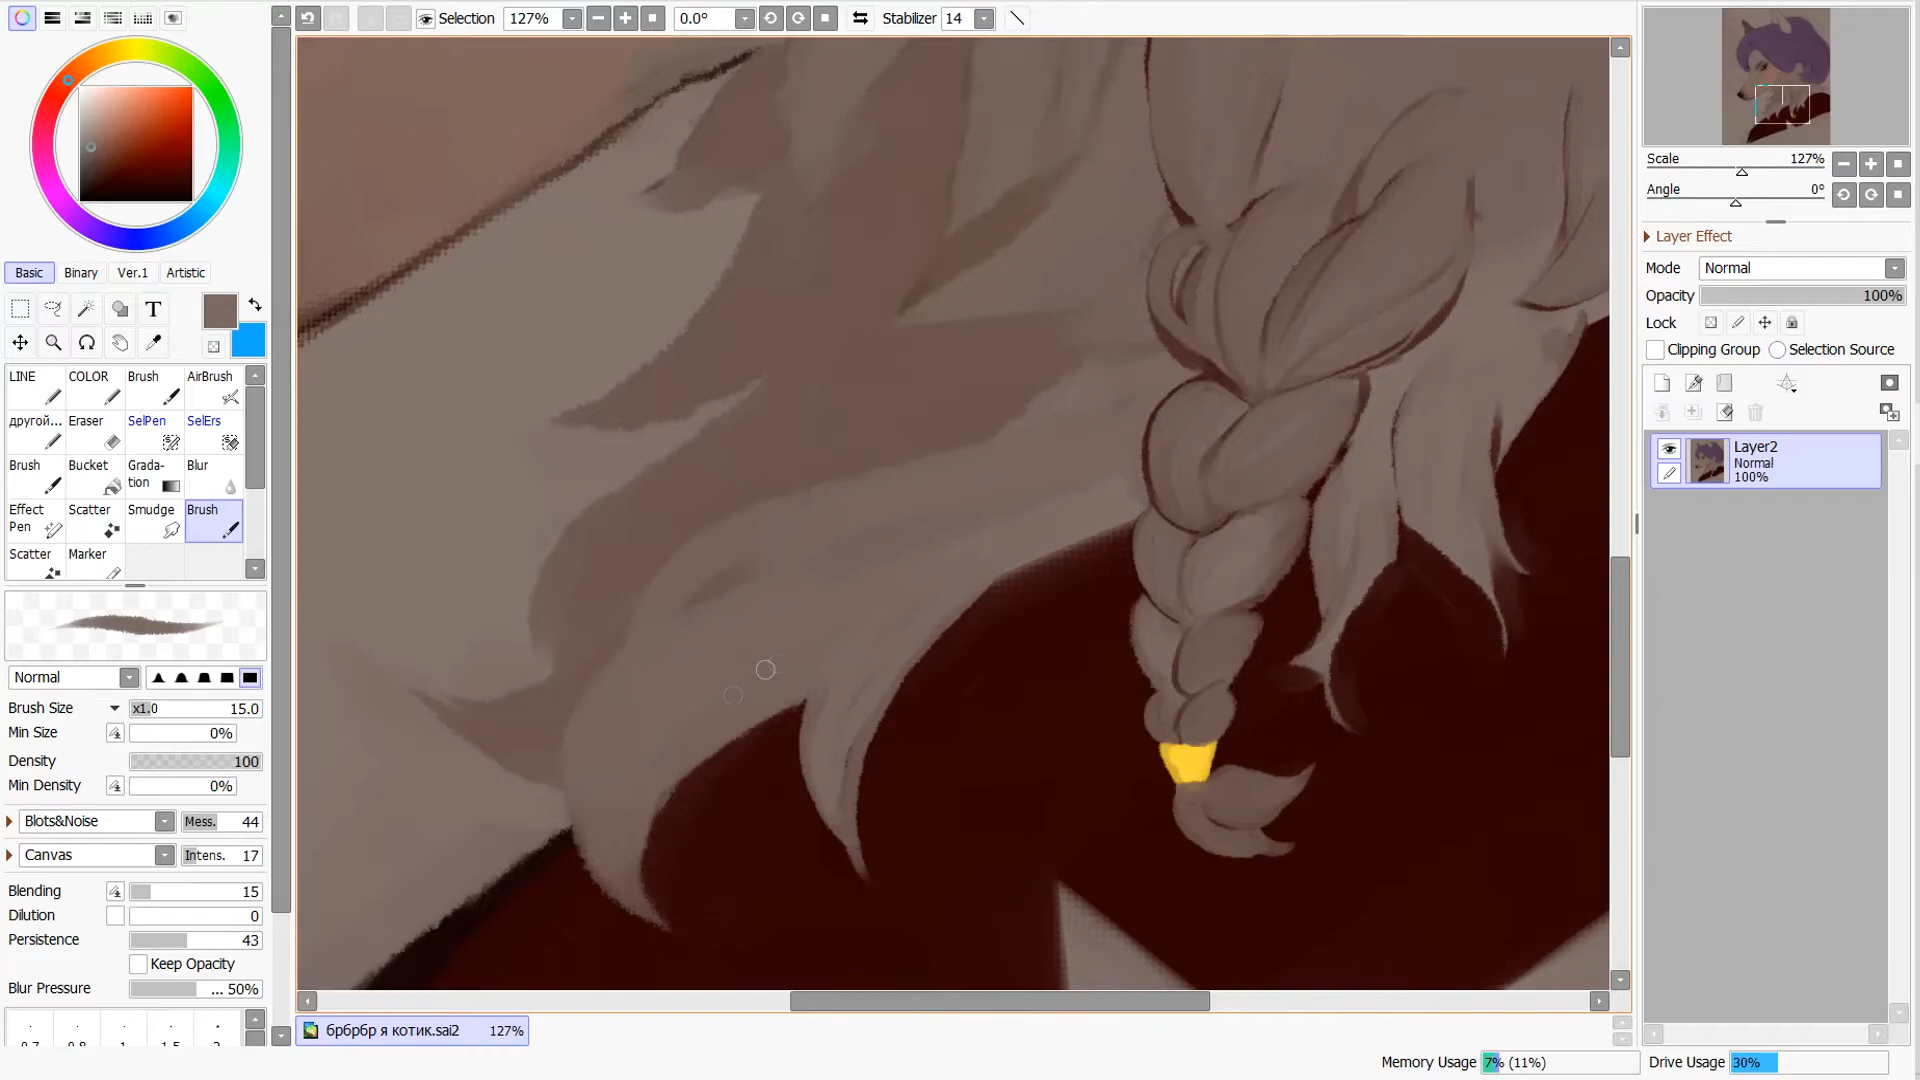 Selection 127% 0.0° Stabilizer 14
Basic Binary Ver.1 Artistic
T
LINE COLOR Brush AirBrush
другой... Eraser SelPen SelErs
Brush Bucket Grada-
tion Blur
Effect
Pen Scatter Smudge Brush
Scatter Marker
Normal
Brush Size x1.0 15.0
Min Size 0%
Density 100
Min Density 0%
Blots&Noise Mess. 44
Canvas Intens. 17
Blending 15
Dilution 0
Persistence 43
Keep Opacity
Blur Pressure ... 50%
Scale 127%
Angle 0°
Layer Effect
Mode Normal
Opacity 100%
Lock
Clipping Group Selection Source
Layer2
Normal
100%
брбрбр я котик.sai2 127%
Memory Usage 7% (11%) Drive Usage 30%